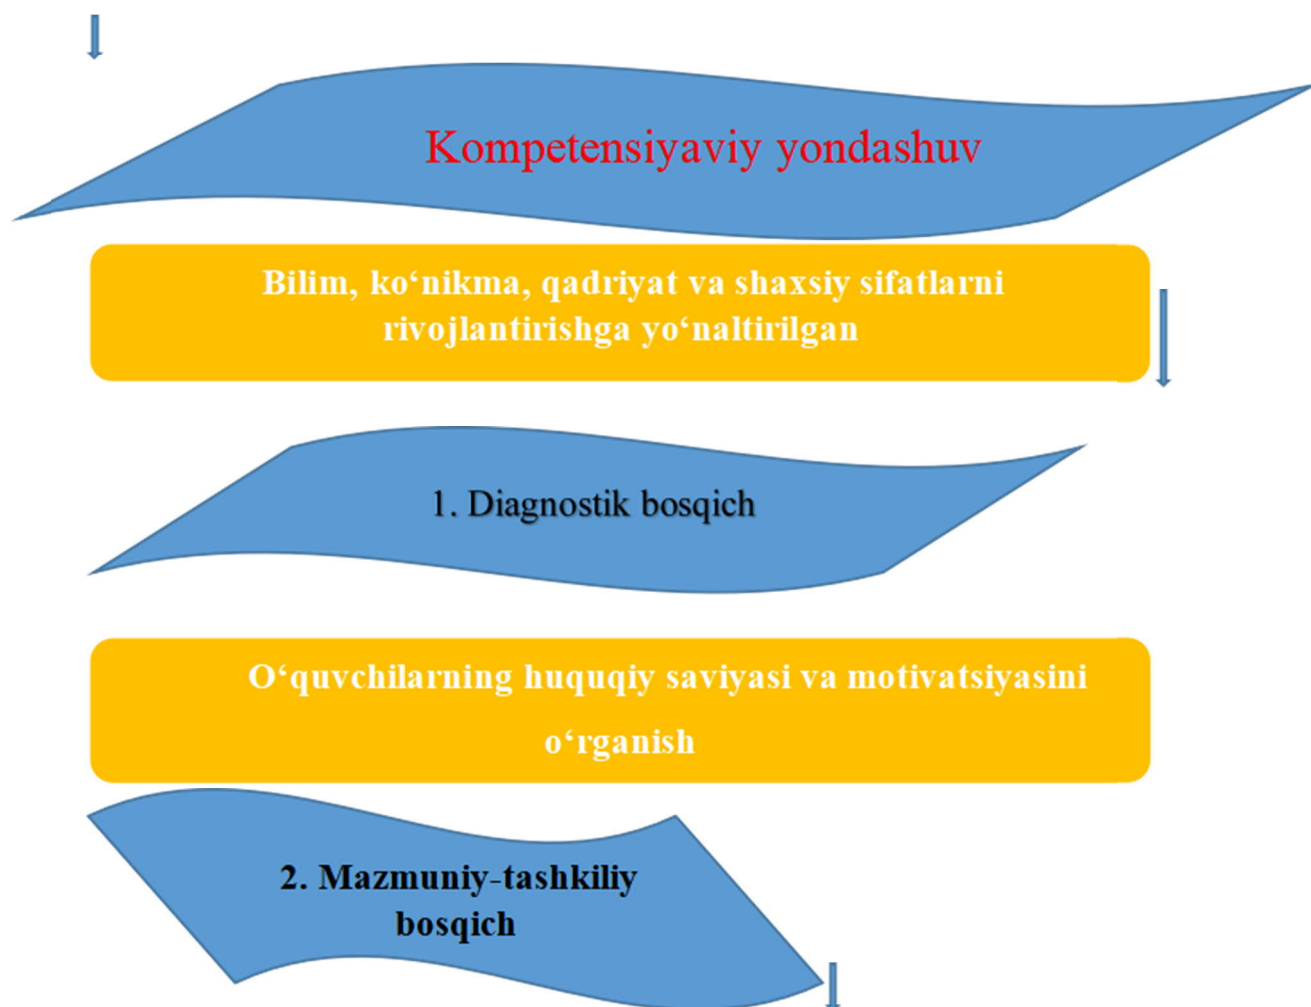 Kompetensiyaviy yondashuv
Bilim, ko‘nikma, qadriyat va shaxsiy sifatlarni
rivojlantirishga yo‘naltirilgan
1. Diagnostik bosqich
O‘quvchilarning huquqiy saviyasi va motivatsiyasini
o‘rganish
2. Mazmuniy-tashkiliy
bosqich